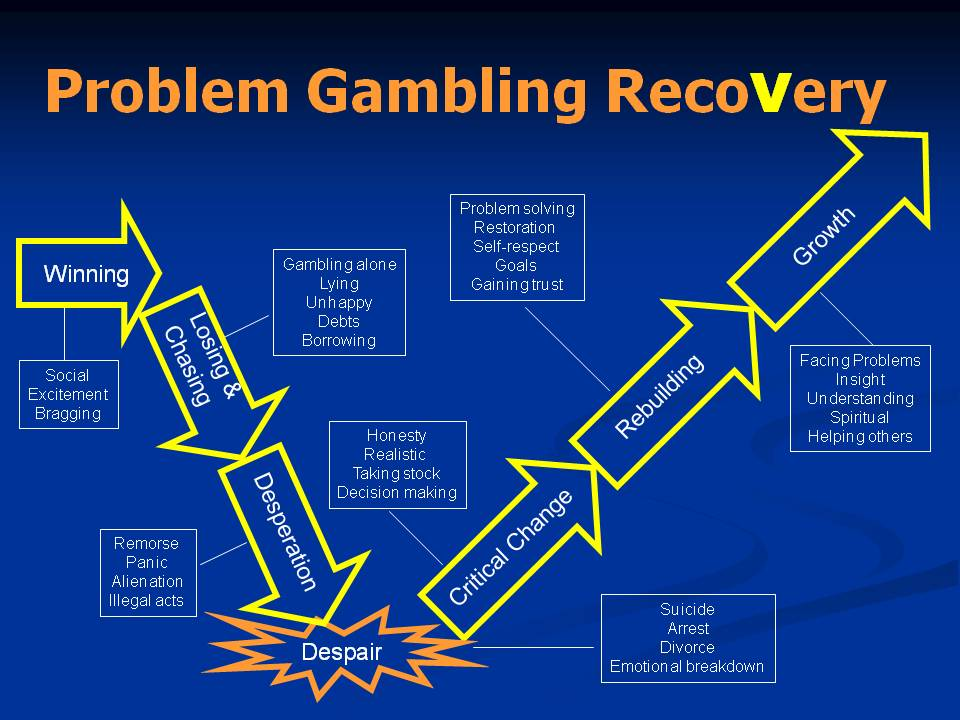 Problem Gambling Recovery
Winning
Social
Excitement
Bragging
Losing &
Chasing
Gambling alone
Lying
Unhappy
Debts
Borrowing
Desperation
Remorse
Panic
Alienation
Illegal acts
Despair
Suicide
Arrest
Divorce
Emotional breakdown
Critical Change
Honesty
Realistic
Taking stock
Decision making
Rebuilding
Problem solving
Restoration
Self-respect
Goals
Gaining trust
Growth
Facing Problems
Insight
Understanding
Spiritual
Helping others